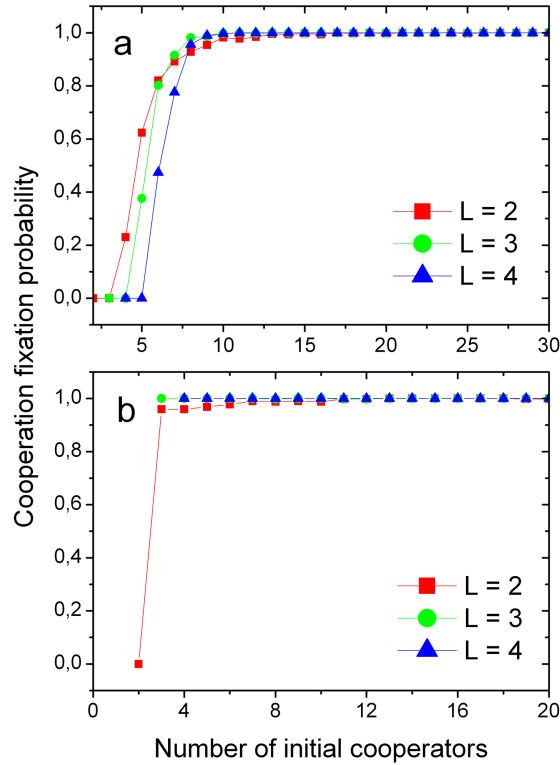 a
1,0
0,8
0,6
0,4
0,2
0,0
L = 2
L = 3
L = 4
5 10 15 20 25 30
Cooperation fixation probability
b
1,0
0,8
0,6
0,4
0,2
0,0
L = 2
L = 3
L = 4
0 4 8 12 16 20
Number of initial cooperators